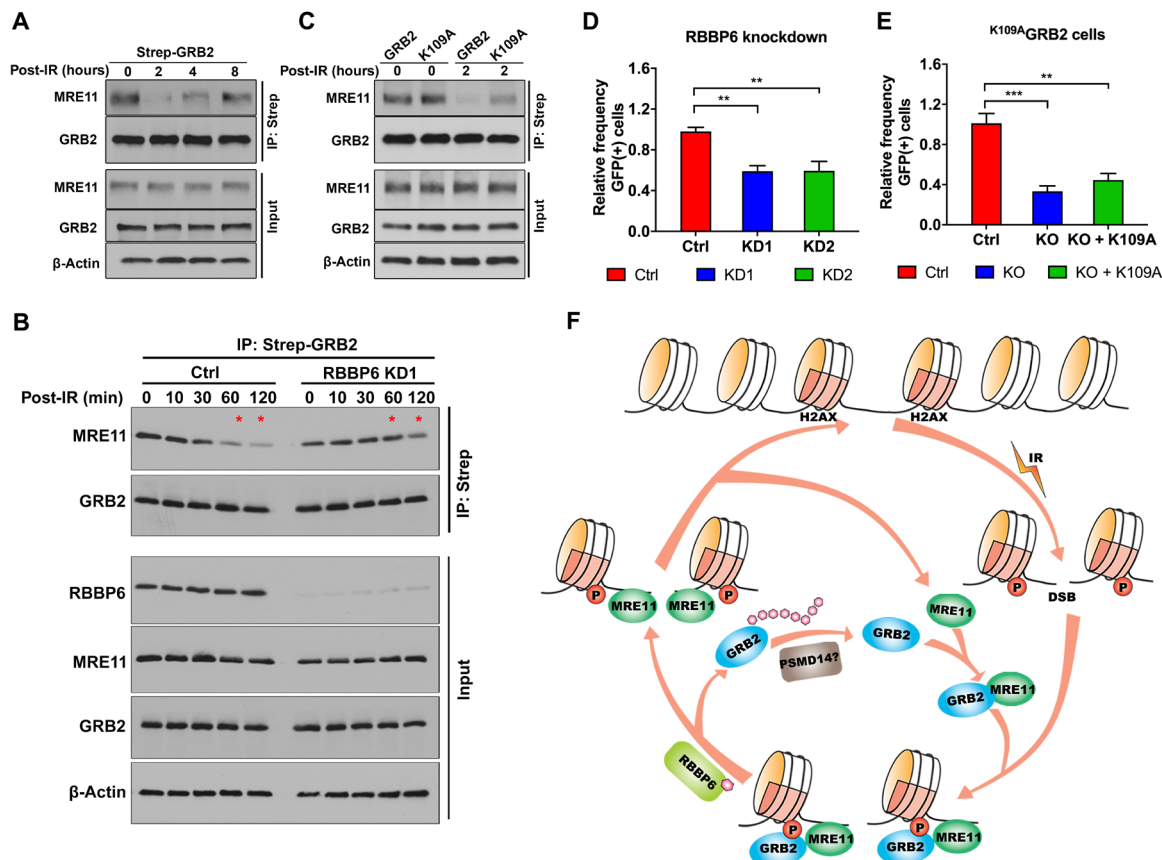 A
Strep-GRB2
Post-IR (hours) 0 2 4 8
MRE11
GRB2
IP: Strep
MRE11
GRB2
β-Actin
Input
C
GRB2 K109A GRB2 K109A
Post-IR (hours) 0 0 2 2
MRE11
GRB2
IP: Strep
MRE11
GRB2
β-Actin
Input
D
RBBP6 knockdown
Relative frequency
GFP(+) cells
1.6
1.2
0.8
0.4
0.0
**
**
Ctrl KD1 KD2
Ctrl KD1 KD2
E
K109AGRB2 cells
Relative frequency
GFP(+) cells
1.6
1.2
0.8
0.4
0.0
**
***
Ctrl KO KO + K109A
Ctrl KO KO + K109A
B
IP: Strep-GRB2
Ctrl RBBP6 KD1
Post-IR (min) 0 10 30 60 120 0 10 30 60 120
* * * *
MRE11
GRB2
IP: Strep
RBBP6
MRE11
GRB2
β-Actin
Input
F
H2AX H2AX
IR
P P P P
DSB
MRE11 MRE11
MRE11
GRB2
GRB2
PSMD14?
GRB2 MRE11
RBBP6
P P
GRB2 MRE11 GRB2 MRE11